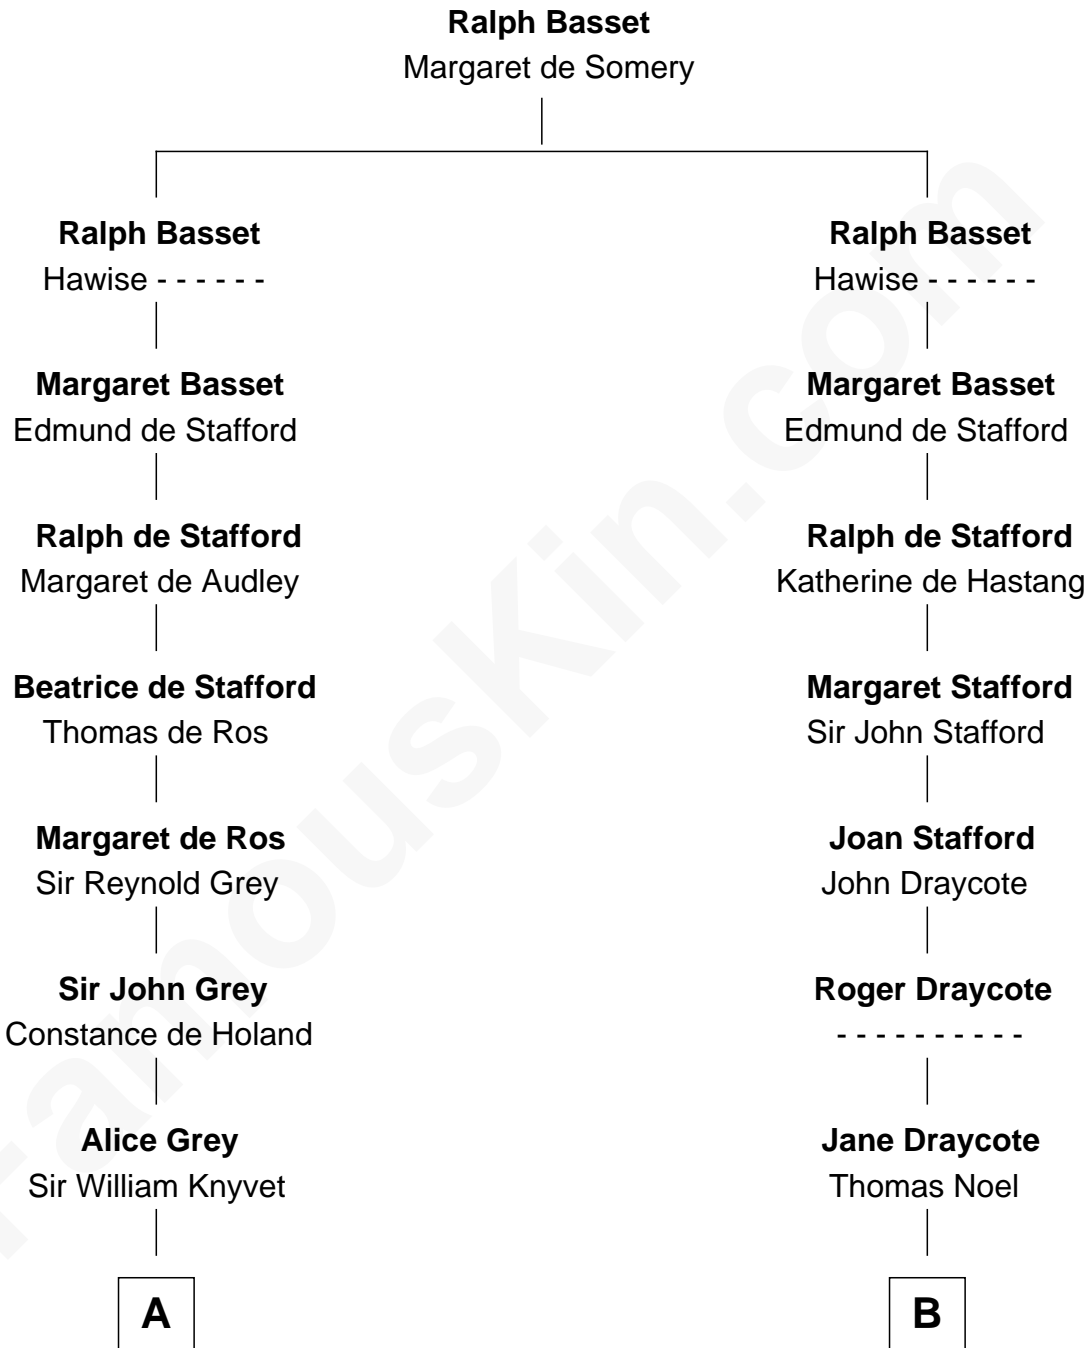 Ralph Basset
Margaret de Somery
Ralph Basset
Hawise - - - - - -
Margaret Basset
Edmund de Stafford
Ralph de Stafford
Margaret de Audley
Beatrice de Stafford
Thomas de Ros
Margaret de Ros
Sir Reynold Grey
Sir John Grey
Constance de Holand
Alice Grey
Sir William Knyvet
A
Ralph Basset
Hawise - - - - - -
Margaret Basset
Edmund de Stafford
Ralph de Stafford
Katherine de Hastang
Margaret Stafford
Sir John Stafford
Joan Stafford
John Draycote
Roger Draycote
- - - - - - - - - -
Jane Draycote
Thomas Noel
B
FamousKin.com